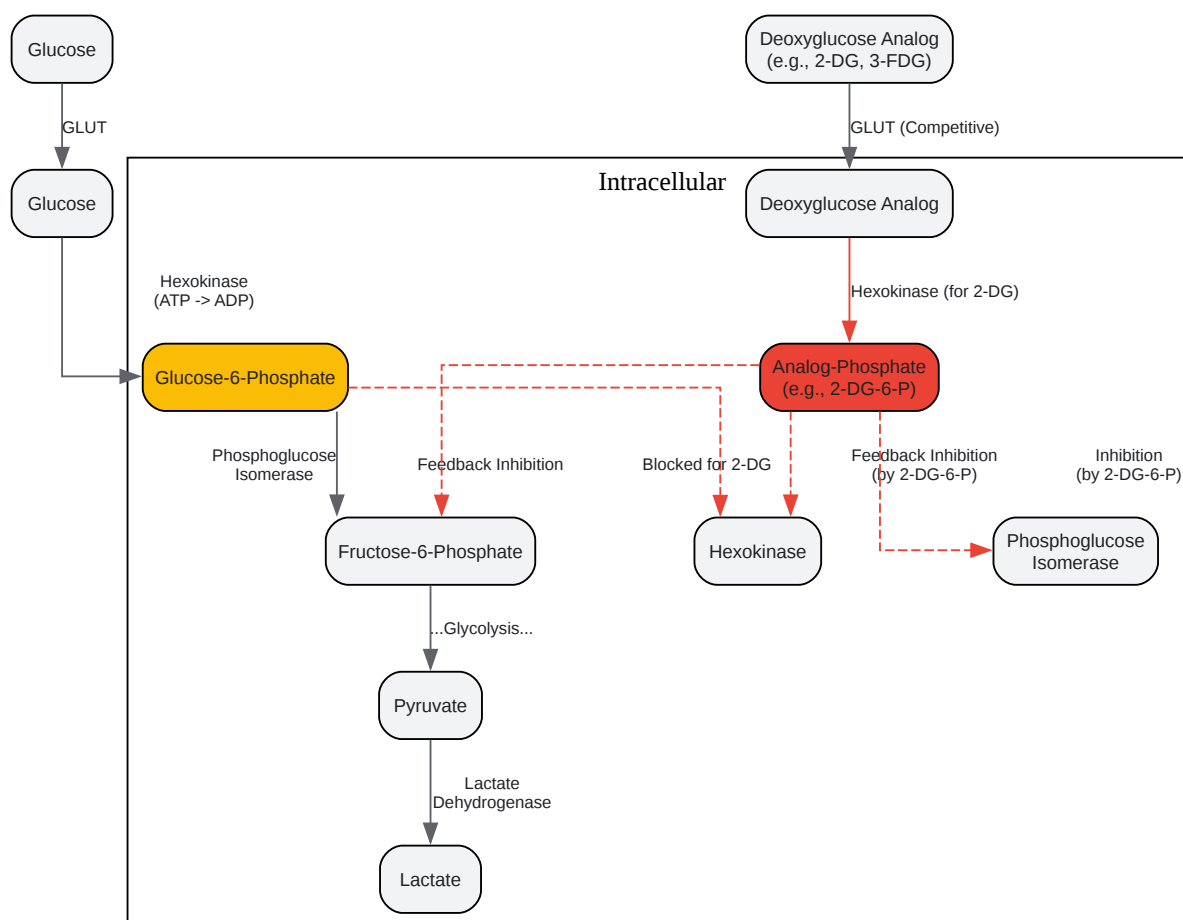 Glucose
Deoxyglucose Analog
(e.g., 2-DG, 3-FDG)
GLUT
GLUT (Competitive)
Intracellular
Glucose
Deoxyglucose Analog
Hexokinase
(ATP -> ADP)
Hexokinase (for 2-DG)
Glucose-6-Phosphate
Analog-Phosphate
(e.g., 2-DG-6-P)
Phosphoglucose
Isomerase
Feedback Inhibition
Blocked for 2-DG
Feedback Inhibition
(by 2-DG-6-P)
Inhibition
(by 2-DG-6-P)
Fructose-6-Phosphate
Hexokinase
Phosphoglucose
Isomerase
...Glycolysis...
Pyruvate
Lactate
Dehydrogenase
Lactate